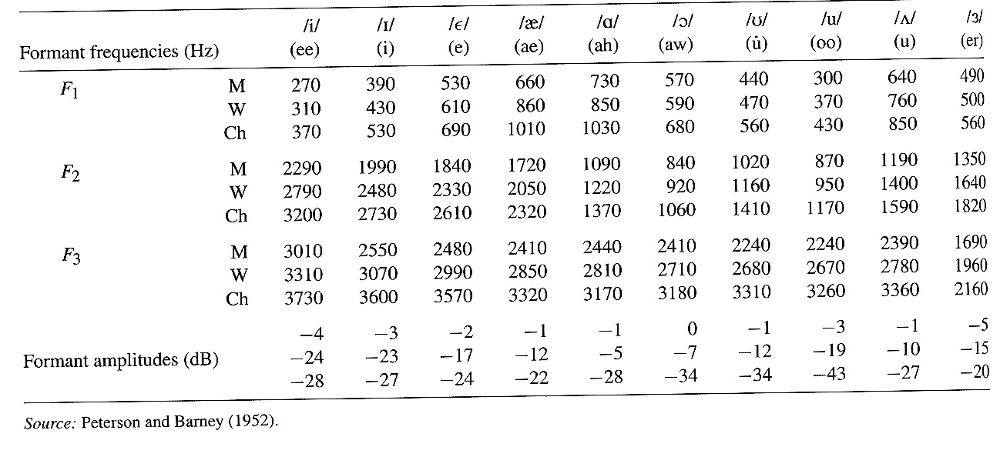 /i/ /ɪ/ /ϵ/ /æ/ /ɑ/ /ɔ/ /ʊ/ /u/ /ʌ/ /ɜ/
Formant frequencies (Hz) (ee) (i) (e) (ae) (ah) (aw) (u̇) (oo) (u) (er)
F1 M 270 390 530 660 730 570 440 300 640 490
W 310 430 610 860 850 590 470 370 760 500
Ch 370 530 690 1010 1030 680 560 430 850 560
F2 M 2290 1990 1840 1720 1090 840 1020 870 1190 1350
W 2790 2480 2330 2050 1220 920 1160 950 1400 1640
Ch 3200 2730 2610 2320 1370 1060 1410 1170 1590 1820
F3 M 3010 2550 2480 2410 2440 2410 2240 2240 2390 1690
W 3310 3070 2990 2850 2810 2710 2680 2670 2780 1960
Ch 3730 3600 3570 3320 3170 3180 3310 3260 3360 2160
−4 −3 −2 −1 −1 0 −1 −3 −1 −5
Formant amplitudes (dB) −24 −23 −17 −12 −5 −7 −12 −19 −10 −15
−28 −27 −24 −22 −28 −34 −34 −43 −27 −20
Source: Peterson and Barney (1952).